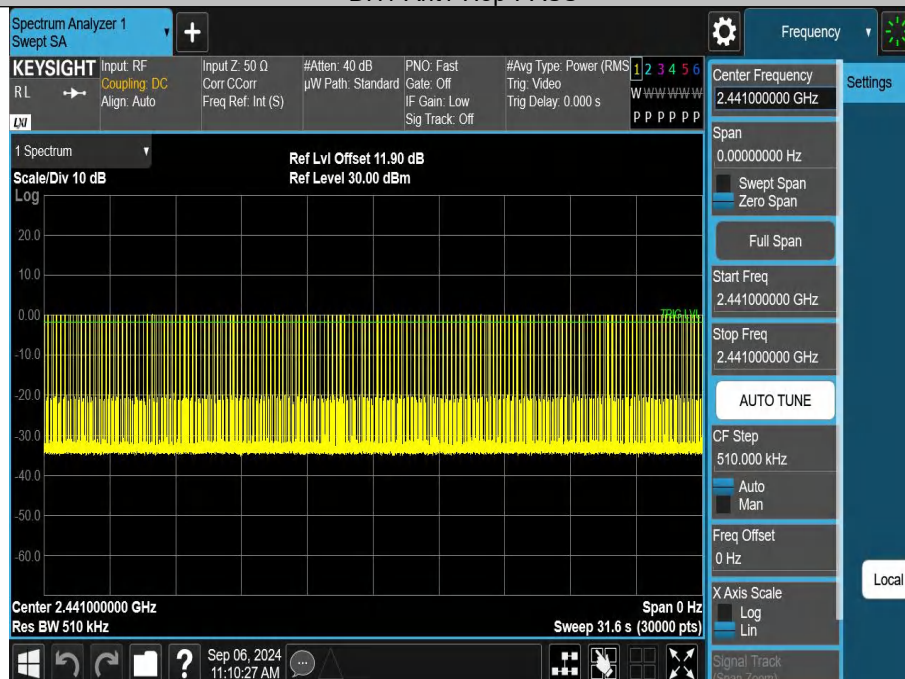 Spectrum Analyzer 1
Swept SA
+
Frequency
KEYSIGHT
RL
LXI
Input: RF
Coupling: DC
Align: Auto
Input Z: 50 Ω
Corr CCorr
Freq Ref: Int (S)
#Atten: 40 dB
µW Path: Standard
PNO: Fast
Gate: Off
IF Gain: Low
Sig Track: Off
#Avg Type: Power (RMS
Trig: Video
Trig Delay: 0.000 s
1 2 3 4 5 6
W W W W W W
P P P P P P
1 Spectrum
Scale/Div 10 dB
Ref Lvl Offset 11.90 dB
Ref Level 30.00 dBm
Log
20.0
10.0
0.00
TRIG LVL
-10.0
-20.0
-30.0
-40.0
-50.0
-60.0
Center 2.441000000 GHz
Span 0 Hz
Res BW 510 kHz
Sweep 31.6 s (30000 pts)
Center Frequency
2.441000000 GHz
Settings
Span
0.00000000 Hz
Swept Span
Zero Span
Full Span
Start Freq
2.441000000 GHz
Stop Freq
2.441000000 GHz
AUTO TUNE
CF Step
510.000 kHz
Auto
Man
Freq Offset
0 Hz
Local
X Axis Scale
Log
Lin
Signal Track
(Span Zoom)
?
Sep 06, 2024
11:10:27 AM